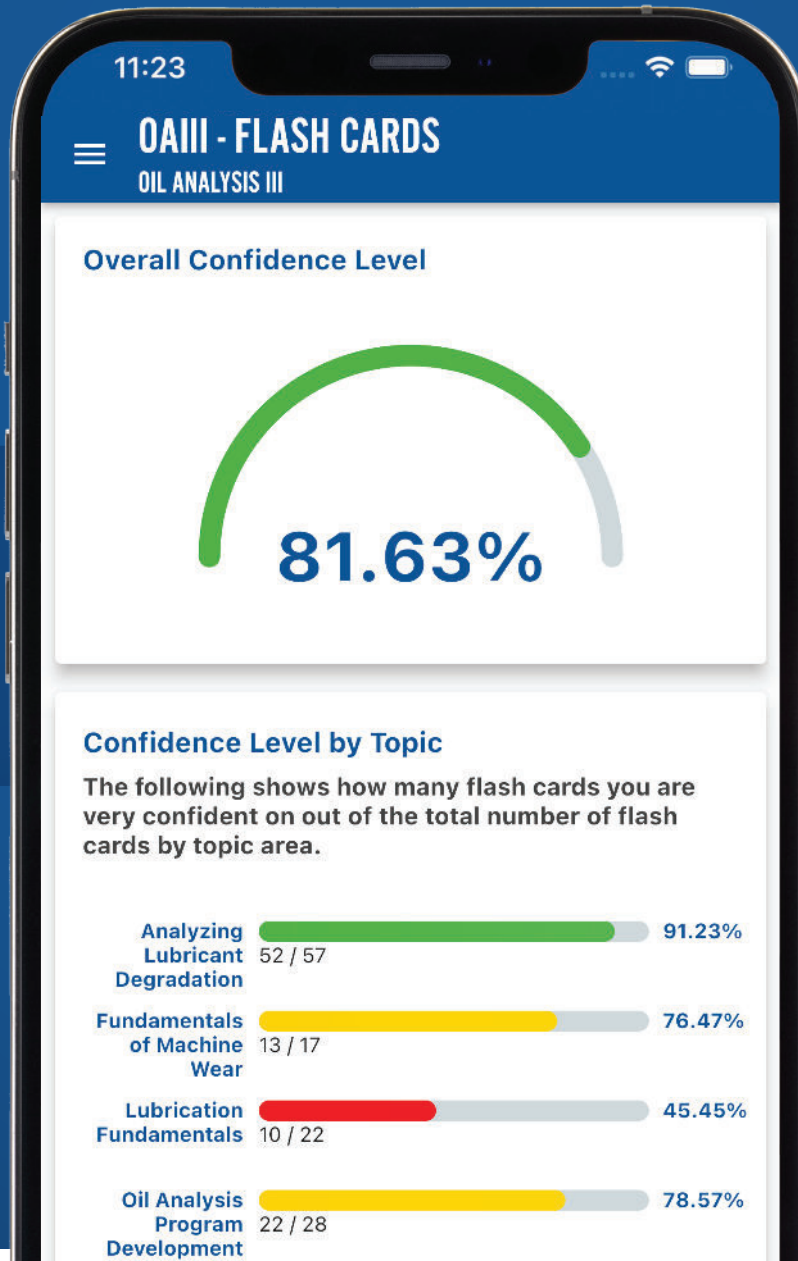 11:23
OAIII - FLASH CARDS
OIL ANALYSIS III
Overall Confidence Level
81.63%
Confidence Level by Topic
The following shows how many flash cards you are
very confident on out of the total number of flash
cards by topic area.
Analyzing
Lubricant
Degradation
52 / 57
91.23%
Fundamentals
of Machine
Wear
13 / 17
76.47%
Lubrication
Fundamentals
10 / 22
45.45%
Oil Analysis
Program
Development
22 / 28
78.57%